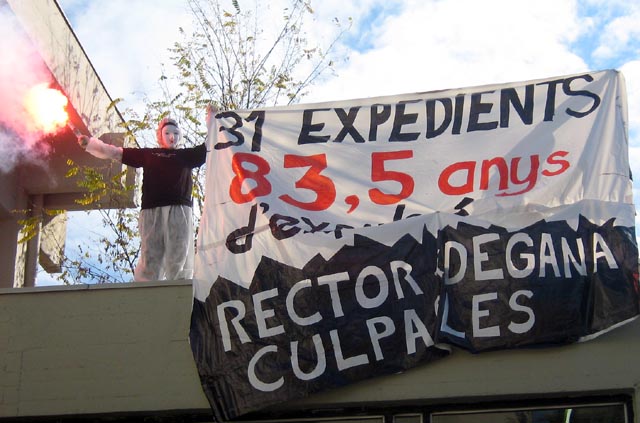 31 EXPEDIENTS
83,5 anys
RECTOR DEGANA
CULPABLES